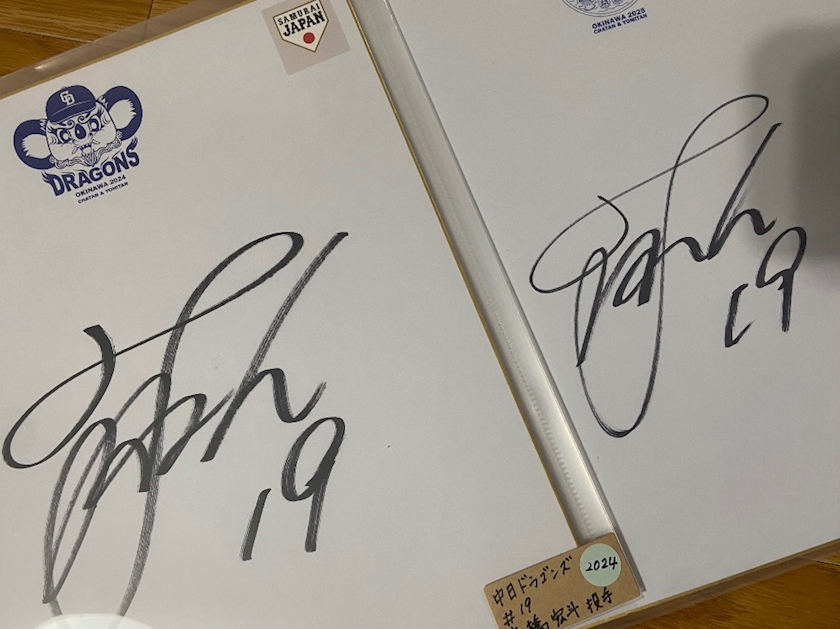 SAMURAI
JAPAN
CD
DRAGONS
OKINAWA 2024
CHATAN & YOMITAN
19
OKINAWA 2025
CHATAN & YOMITAN
19
中日ドラゴンズ
#19
橋宏斗 投手
2024